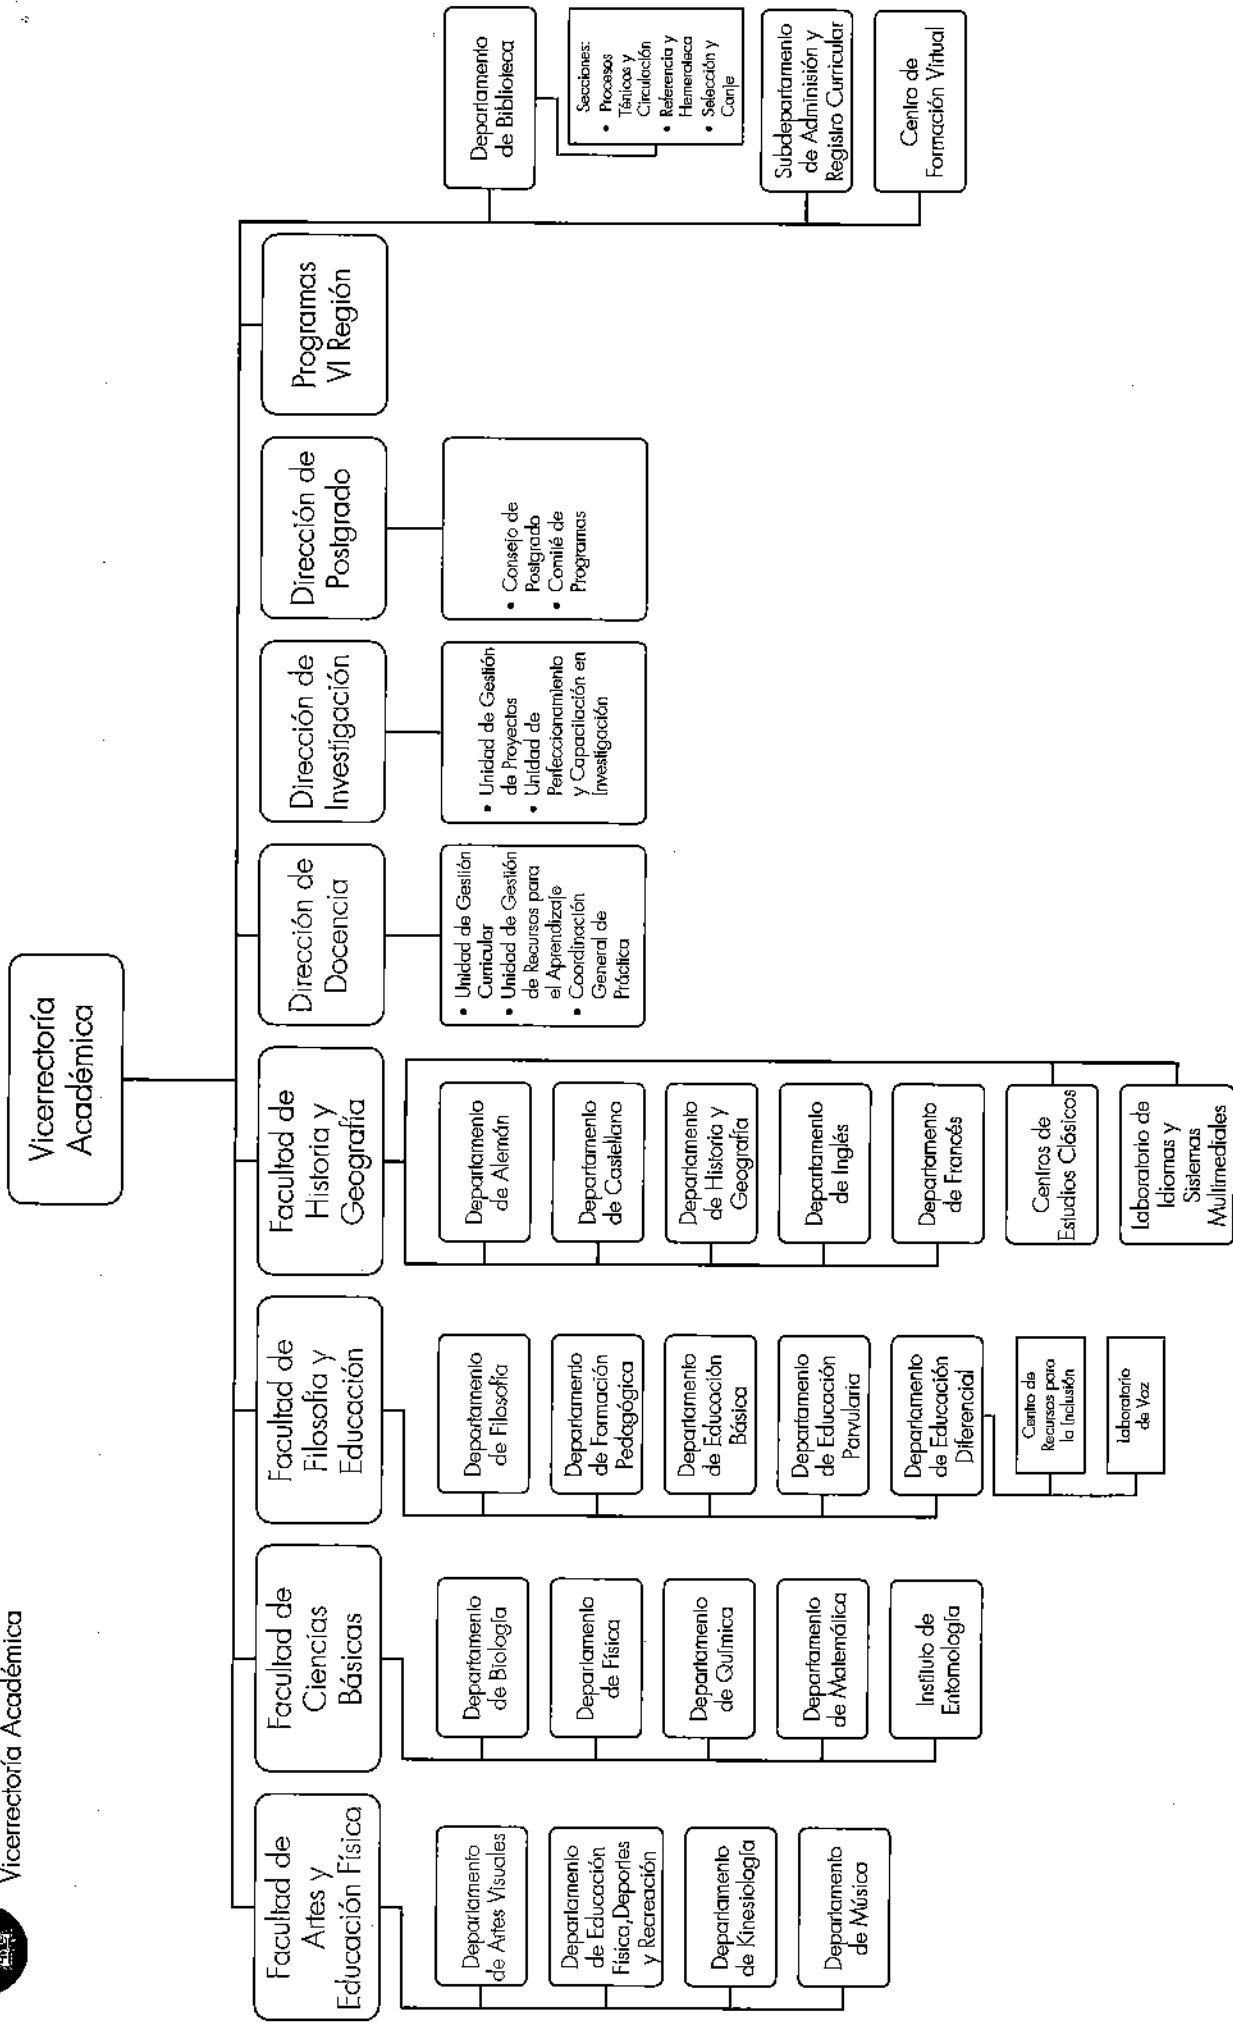 Vicerrectoría Académica
Vicerrectoría
Académica
Facultad de
Artes y
Educación Física
Departamento
de Artes Visuales
Departamento
de Educación
Física, Deportes
y Recreación
Departamento
de Kinesiología
Departamento
de Música
Facultad de
Ciencias
Básicas
Departamento
de Biología
Departamento
de Física
Departamento
de Química
Departamento
de Matemática
Instituto de
Entomología
Facultad de
Filosofía y
Educación
Departamento
de Filosofía
Departamento
de Formación
Pedagógica
Departamento
de Educación
Básica
Departamento
de Educación
Parvularia
Departamento
de Educación
Diferencial
Centro de
Recursos para
la Inclusión
Laboratorio
de Voz
Facultad de
Historia y
Geografía
Departamento
de Alemán
Departamento
de Castellano
Departamento
de Historia y
Geografía
Departamento
de Inglés
Departamento
de Francés
Centros de
Estudios Clásicos
Laboratorio de
Idiomas y
Sistemas
Multimediales
Dirección de
Docencia
• Unidad de Gestión
Curricular
• Unidad de Gestión
de Recursos para
el Aprendizaje
• Coordinación
General de
Práctica
Dirección de
Investigación
• Unidad de Gestión
de Proyectos
• Unidad de
Perfeccionamiento
y Capacitación en
Investigación
Dirección de
Postgrado
• Consejo de
Postgrado
• Comité de
Programas
Programas
VI Región
Departamento
de Biblioteca
Secciones:
• Procesos
Ténicos y
Circulación
• Referencia y
Hemeroteca
• Selección y
Canje
Subdepartamento
de Adminisión y
Registro Curricular
Centro de
Formación Virtual